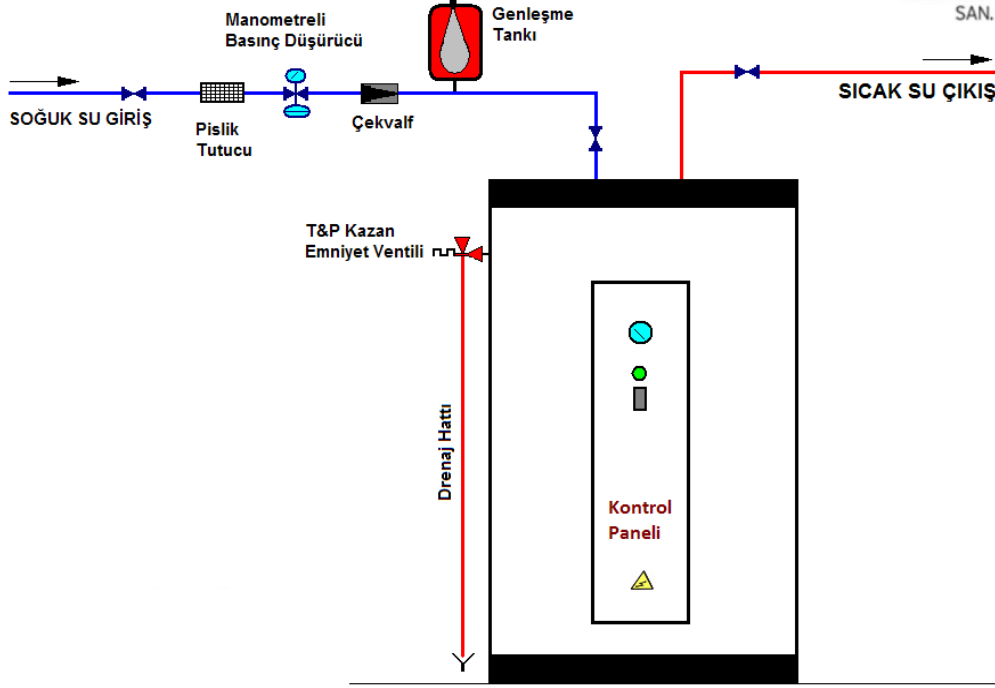 SAN.
Manometreli
Basınç Düşürücü
Genleşme
Tankı
SOĞUK SU GİRİŞ
Pislik
Tutucu
Çekvalf
SICAK SU ÇIKIŞ
T&P Kazan
Emniyet Ventili
Drenaj Hattı
Kontrol
Paneli